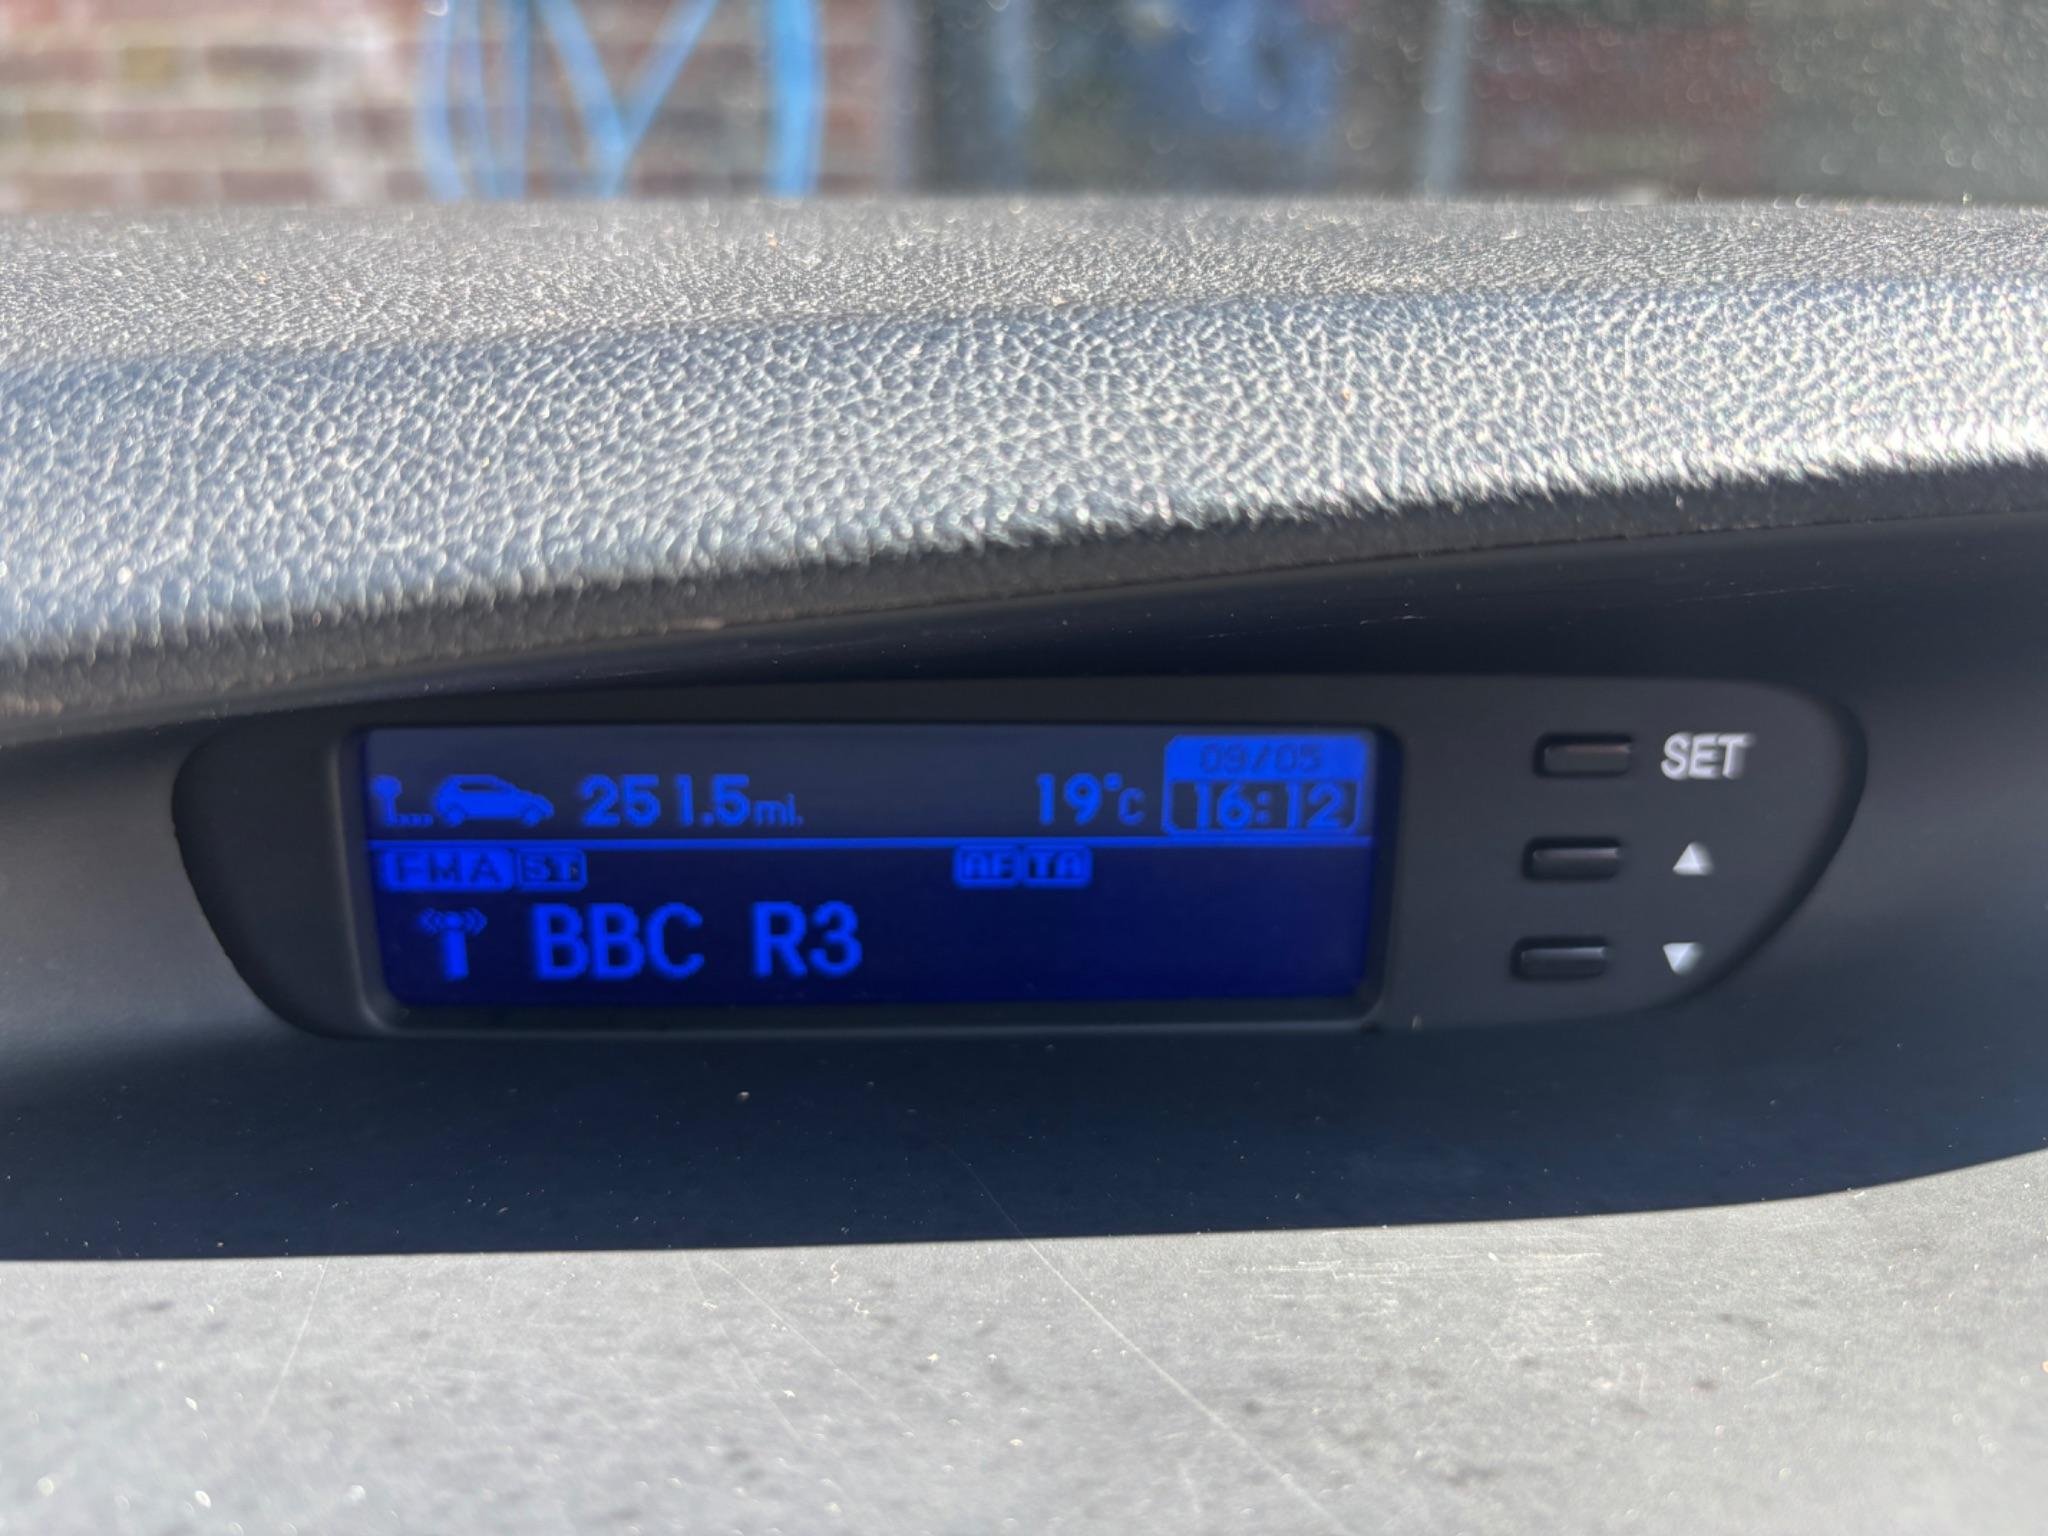 09/05
251.5mi. 19°C 16:12
FMA ST AF TA
BBC R3
SET